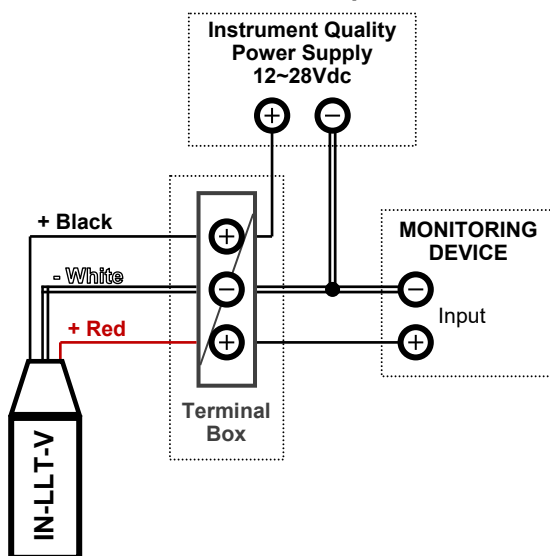 Instrument Quality
Power Supply
12~28Vdc
+ −
+ Black
+
MONITORING
DEVICE
- White
−
−
Input
+ Red
+
+
Terminal
Box
IN-LLT-V